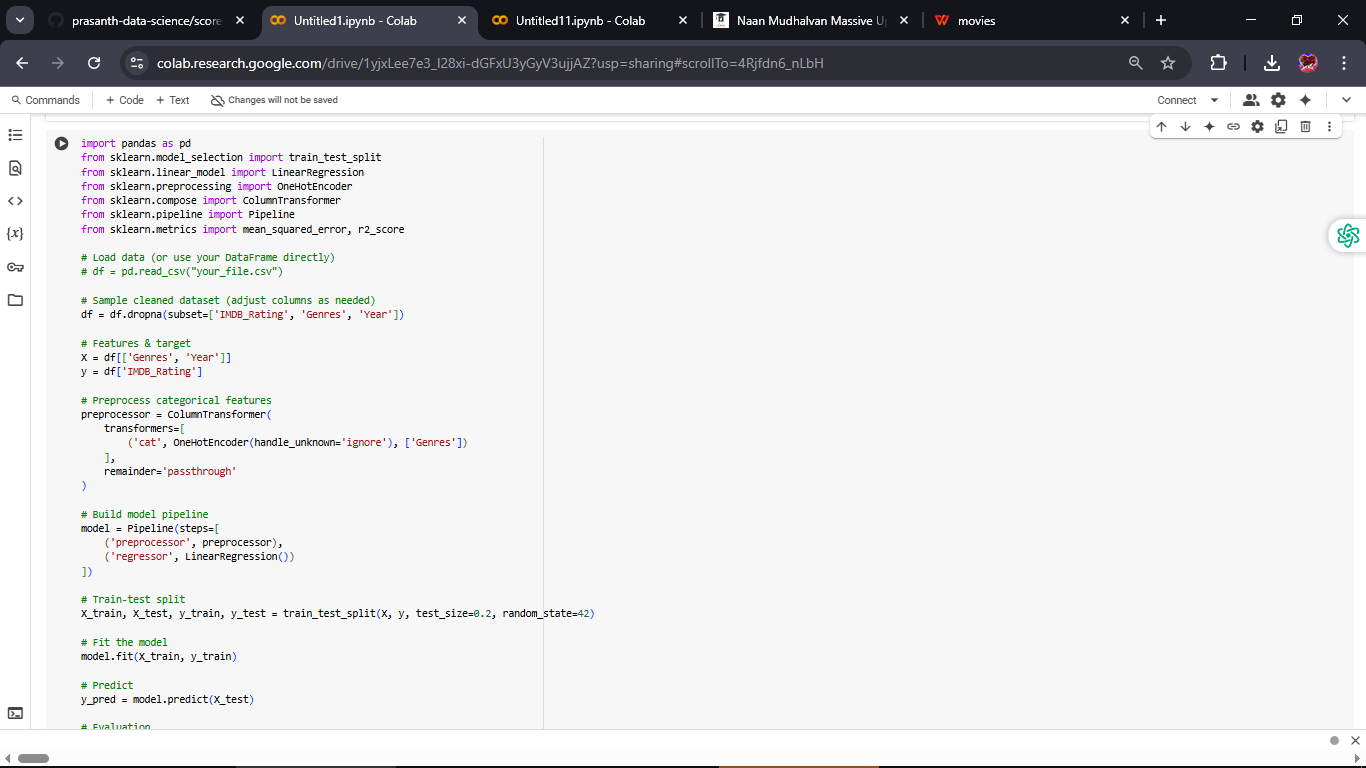 prasanth-data-science/score
Untitled1.ipynb - Colab
Untitled11.ipynb - Colab
Naan Mudhalvan Massive U
movies
colab.research.google.com/drive/1yjxLee7e3_l28xi-dGFxU3yGyV3ujjAZ?usp=sharing#scrollTo=4Rjfdn6_nLbH
Commands
+ Code
+ Text
Changes will not be saved
Connect
import pandas as pd
from sklearn.model_selection import train_test_split
from sklearn.linear_model import LinearRegression
from sklearn.preprocessing import OneHotEncoder
from sklearn.compose import ColumnTransformer
from sklearn.pipeline import Pipeline
from sklearn.metrics import mean_squared_error, r2_score
# Load data (or use your DataFrame directly)
# df = pd.read_csv("your_file.csv")
# Sample cleaned dataset (adjust columns as needed)
df = df.dropna(subset=['IMDB_Rating', 'Genres', 'Year'])
# Features & target
X = df[['Genres', 'Year']]
y = df['IMDB_Rating']
# Preprocess categorical features
preprocessor = ColumnTransformer(
    transformers=[
        ('cat', OneHotEncoder(handle_unknown='ignore'), ['Genres'])
    ],
    remainder='passthrough'
)
# Build model pipeline
model = Pipeline(steps=[
    ('preprocessor', preprocessor),
    ('regressor', LinearRegression())
])
# Train-test split
X_train, X_test, y_train, y_test = train_test_split(X, y, test_size=0.2, random_state=42)
# Fit the model
model.fit(X_train, y_train)
# Predict
y_pred = model.predict(X_test)
# Evaluation